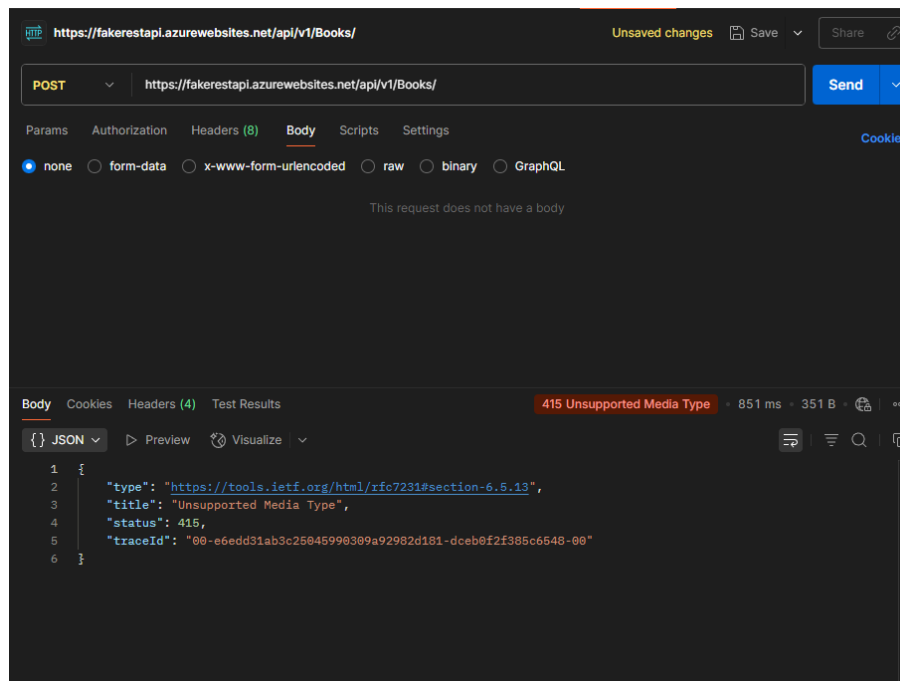 HTTP https://fakerestapi.azurewebsites.net/api/v1/Books/ Unsaved changes Save Share
POST https://fakerestapi.azurewebsites.net/api/v1/Books/ Send
Params Authorization Headers (8) Body Scripts Settings Cookie
none form-data x-www-form-urlencoded raw binary GraphQL
This request does not have a body
Body Cookies Headers (4) Test Results 415 Unsupported Media Type 851 ms 351 B
{} JSON Preview Visualize
1 {
2 "type": "https://tools.ietf.org/html/rfc7231#section-6.5.13",
3 "title": "Unsupported Media Type",
4 "status": 415,
5 "traceId": "00-e6edd31ab3c25045990309a92982d181-dceb0f2f385c6548-00"
6 }